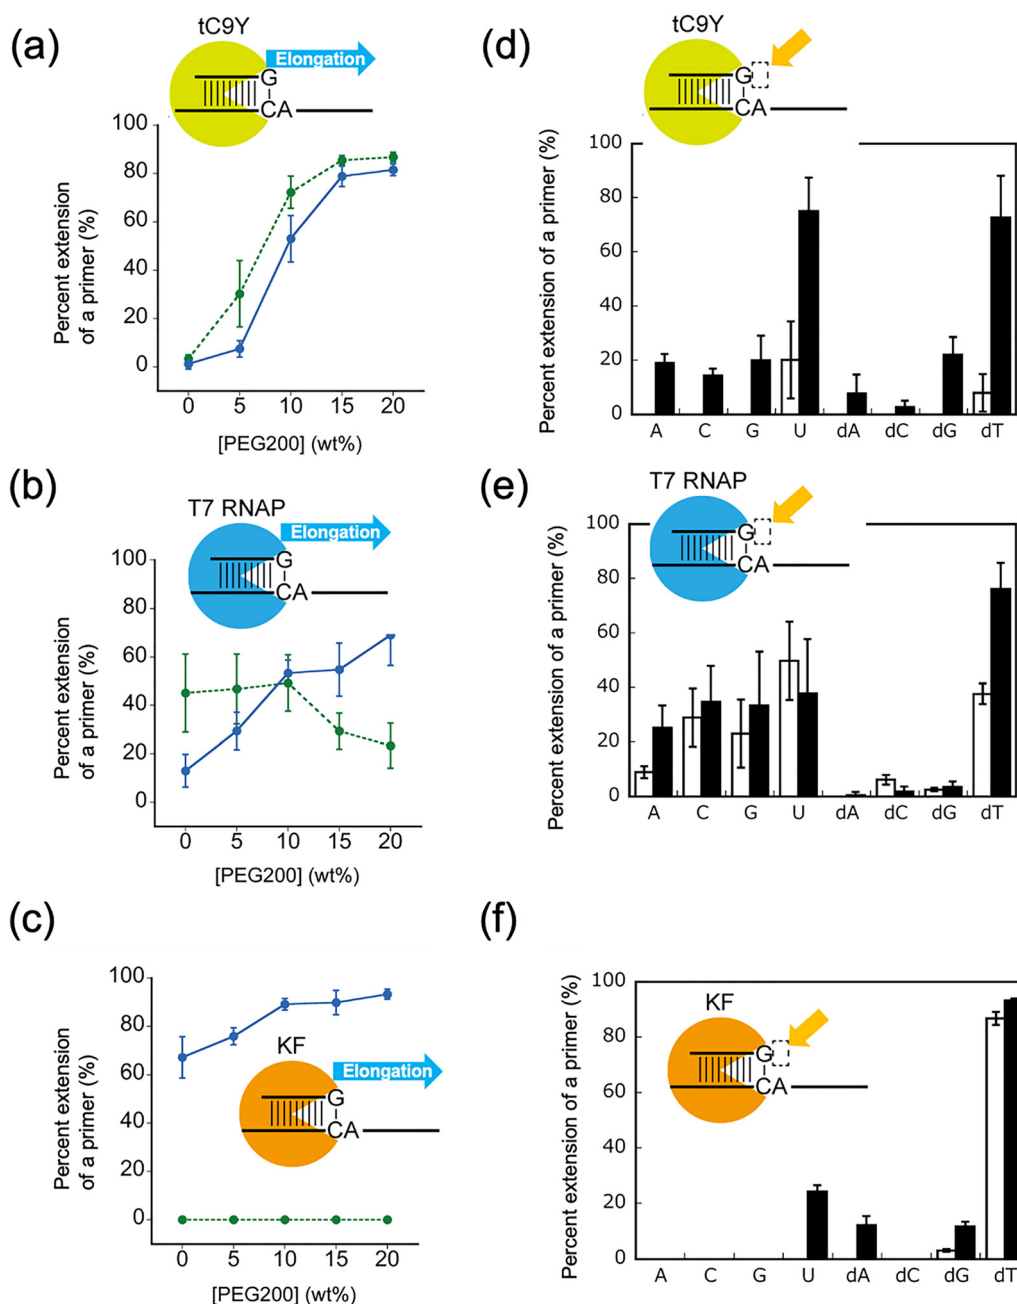 (a)
tC9Y
Elongation
G
CA
100
80
60
40
20
0
Percent extension
of a primer (%)
0 5 10 15 20
[PEG200] (wt%)
(d)
tC9Y
G
CA
100
80
60
40
20
0
Percent extension of a primer (%)
A C G U dA dC dG dT
(b)
T7 RNAP
Elongation
G
CA
100
80
60
40
20
0
Percent extension
of a primer (%)
0 5 10 15 20
[PEG200] (wt%)
(e)
T7 RNAP
G
CA
100
80
60
40
20
0
Percent extension of a primer (%)
A C G U dA dC dG dT
(c)
100
80
60
40
20
0
Percent extension
of a primer (%)
KF
Elongation
G
CA
0 5 10 15 20
[PEG200] (wt%)
(f)
KF
G
CA
100
80
60
40
20
0
Percent extension of a primer (%)
A C G U dA dC dG dT